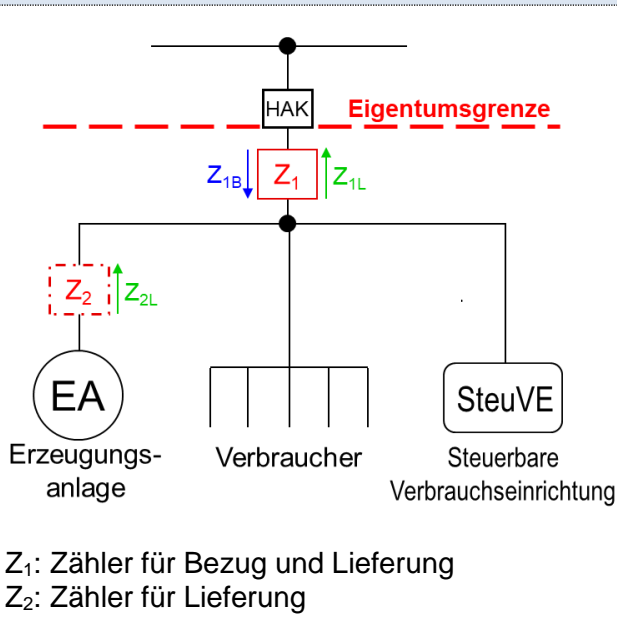 HAK
Eigentumsgrenze
Z1B Z1 Z1L
Z2 Z2L
EA
SteuVE
Erzeugungs-
anlage
Verbraucher
Steuerbare
Verbrauchseinrichtung
Z1: Zähler für Bezug und Lieferung
Z2: Zähler für Lieferung